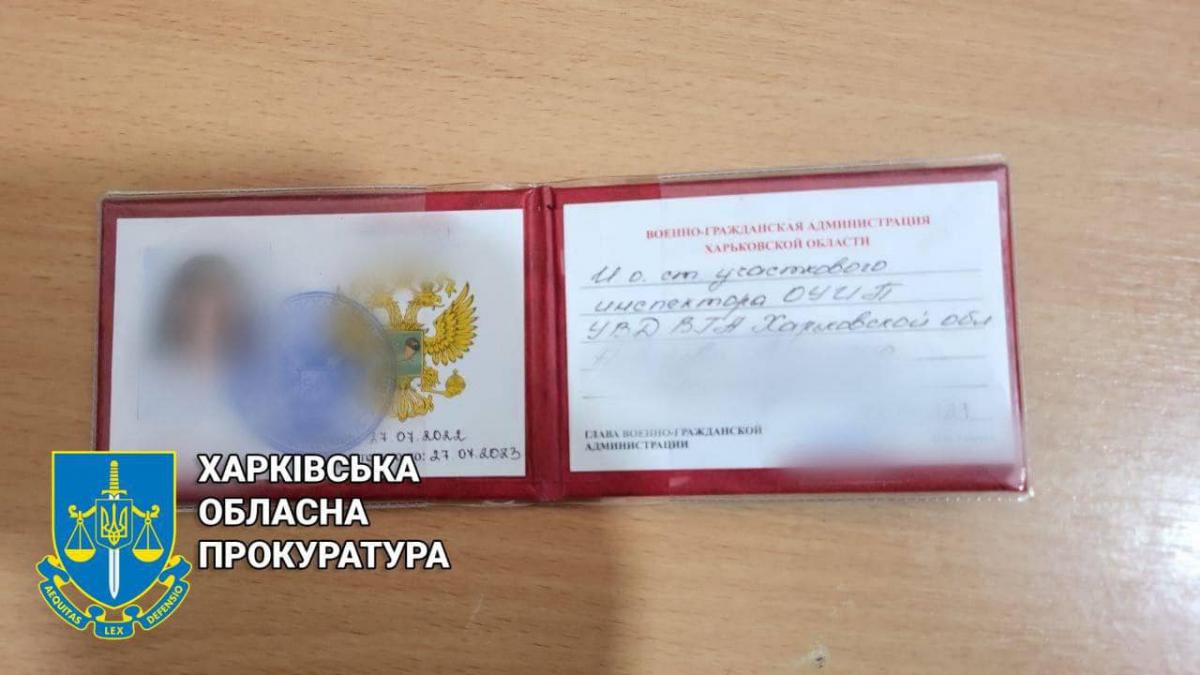 ВОЕННО-ГРАЖДАНСКАЯ АДМИНИСТРАЦИЯ
ХАРЬКОВСКОЙ ОБЛАСТИ
И о. ст. участкового
инспектора ОУУП
УВД ВГА Харьковской обл
ГЛАВА ВОЕННО-ГРАЖДАНСКОЙ
АДМИНИСТРАЦИИ
27.07.2022
27.07.2023
ХАРКІВСЬКА
ОБЛАСНА
ПРОКУРАТУРА
AEQUITAS
LEX
DEFENSIO